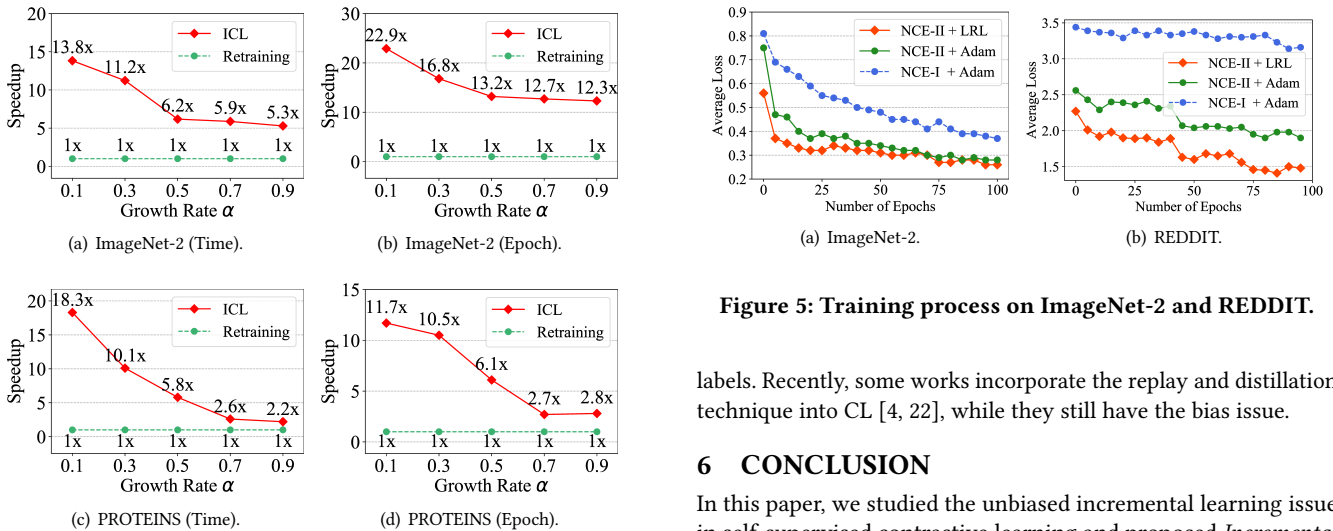 20
15
10
5
0
Speedup
13.8x
11.2x
6.2x
5.9x
5.3x
1x 1x 1x 1x 1x
ICL
Retraining
0.1 0.3 0.5 0.7 0.9
Growth Rate α
(a) ImageNet-2 (Time).
30
20
10
0
Speedup
22.9x
16.8x
13.2x
12.7x
12.3x
1x 1x 1x 1x 1x
ICL
Retraining
0.1 0.3 0.5 0.7 0.9
Growth Rate α
(b) ImageNet-2 (Epoch).
20
15
10
5
0
Speedup
18.3x
10.1x
5.8x
2.6x
2.2x
1x 1x 1x 1x 1x
ICL
Retraining
0.1 0.3 0.5 0.7 0.9
Growth Rate α
(c) PROTEINS (Time).
15
10
5
0
Speedup
11.7x
10.5x
6.1x
2.7x
2.8x
1x 1x 1x 1x 1x
ICL
Retraining
0.1 0.3 0.5 0.7 0.9
Growth Rate α
(d) PROTEINS (Epoch).
0.9
0.8
0.7
0.6
0.5
0.4
0.3
0.2
Average Loss
NCE-II + LRL
NCE-II + Adam
NCE-I + Adam
0 25 50 75 100
Number of Epochs
(a) ImageNet-2.
3.5
3.0
2.5
2.0
1.5
Average Loss
NCE-II + LRL
NCE-II + Adam
NCE-I + Adam
0 25 50 75 100
Number of Epochs
(b) REDDIT.
Figure 5: Training process on ImageNet-2 and REDDIT.
labels. Recently, some works incorporate the replay and distillation
technique into CL [4, 22], while they still have the bias issue.
6 CONCLUSION
In this paper, we studied the unbiased incremental learning issue
in self-supervised contrastive learning and proposed Incremental